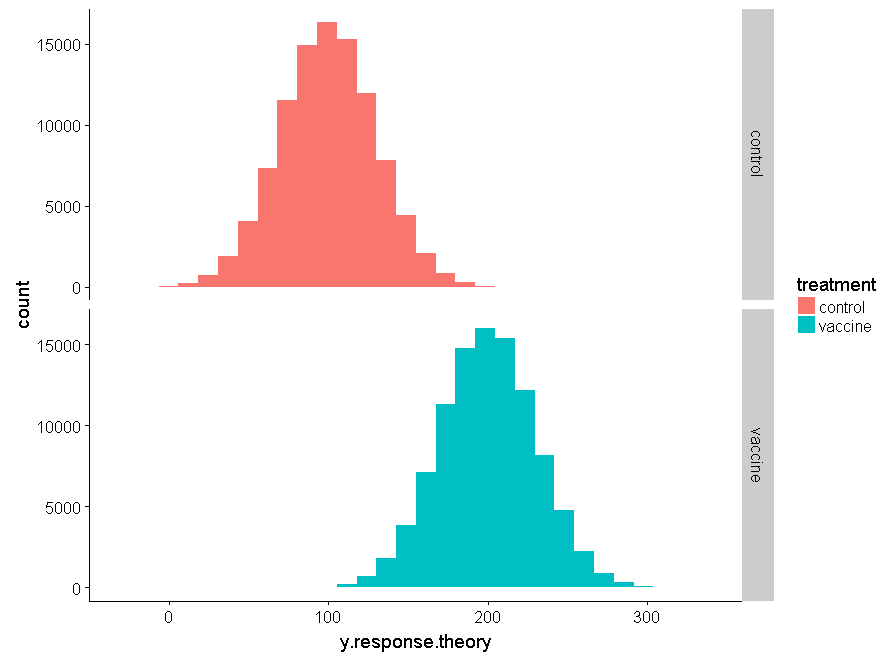 15000
10000
5000
0
control
15000
10000
5000
0
vaccine
count
0
100
200
300
y.response.theory
treatment
control
vaccine